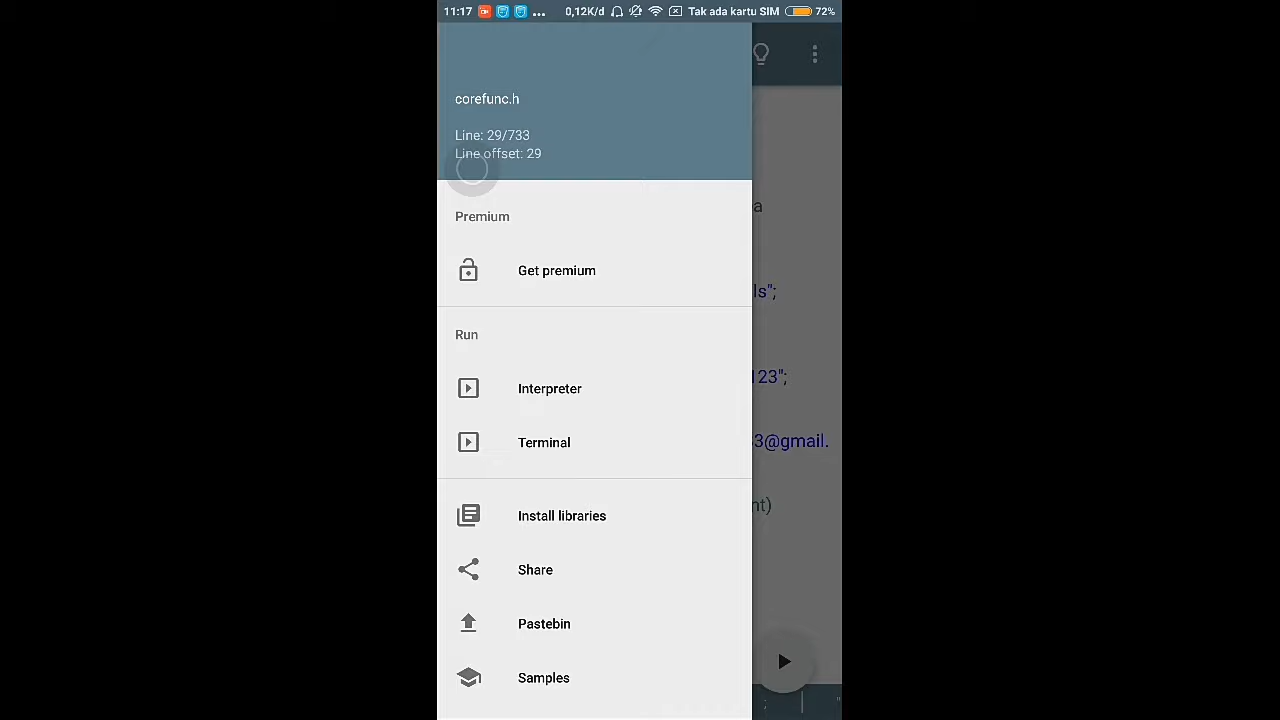 11:17 ... 0,12K/d Tak ada kartu SIM 72%
corefunc.h
Line: 29/733
Line offset: 29
Premium
a
Get premium
ls";
Run
123";
Interpreter
Terminal
3@gmail.
nt)
Install libraries
Share
Pastebin
Samples
; "